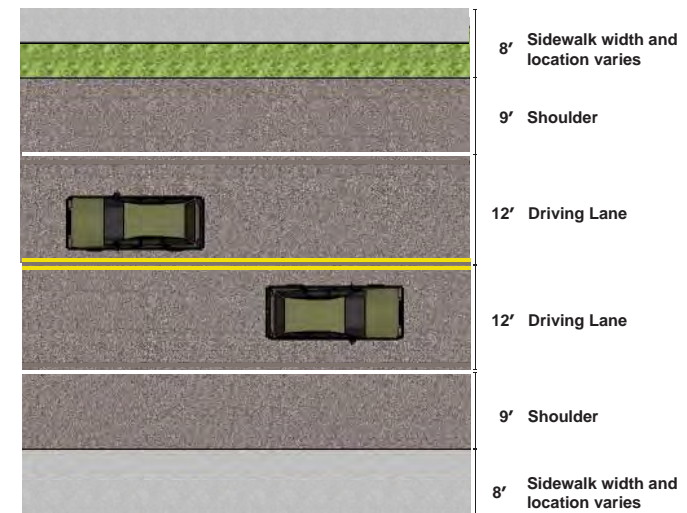 8′ Sidewalk width and
location varies
9′ Shoulder
12′ Driving Lane
12′ Driving Lane
9′ Shoulder
8′ Sidewalk width and
location varies